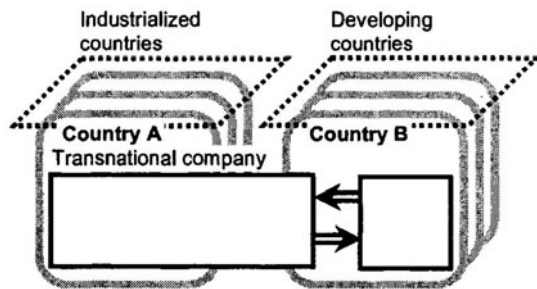 Industrialized
countries
Developing
countries
Country A
Transnational company
Country B